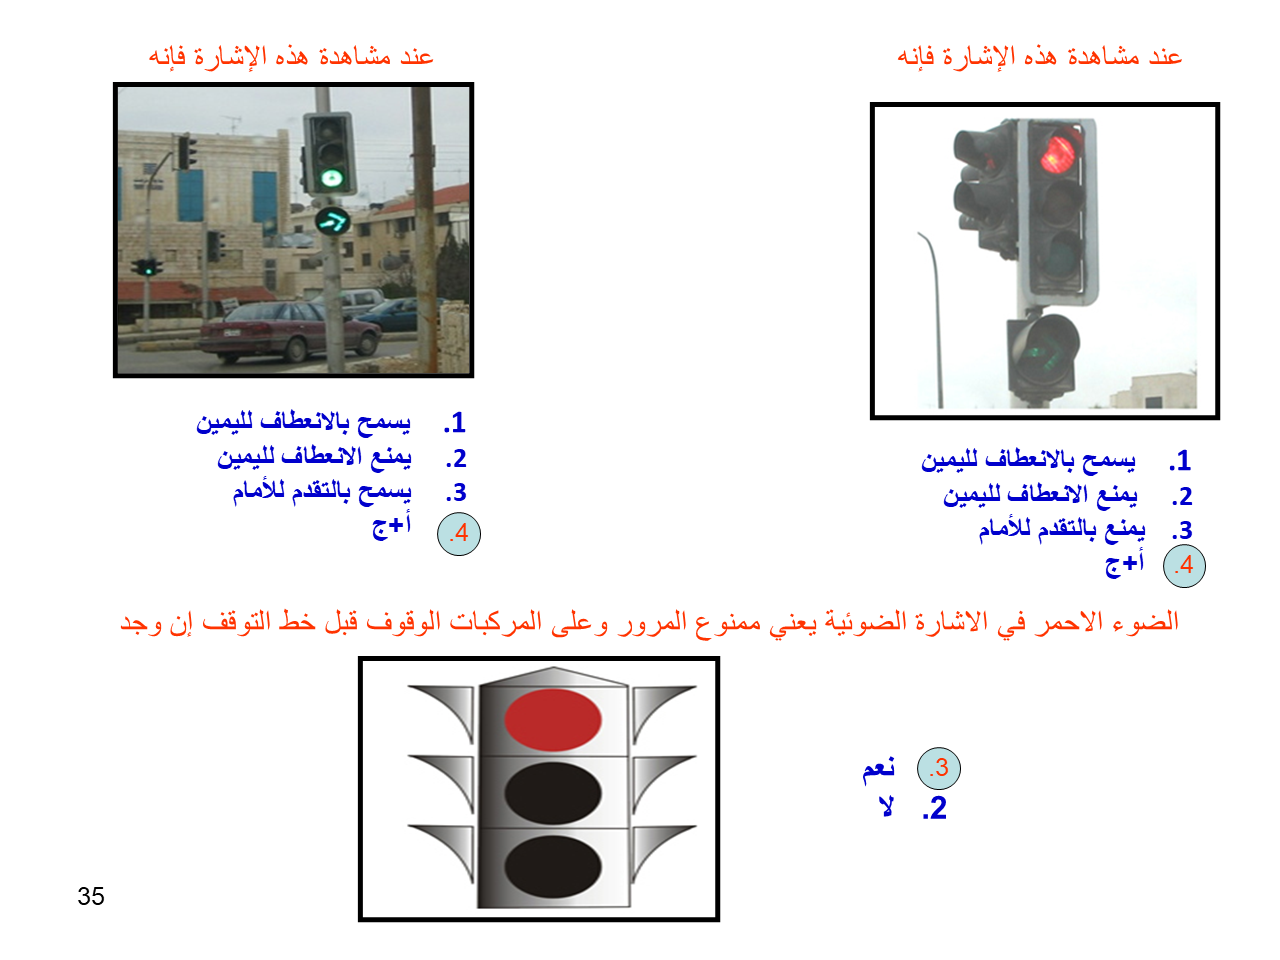 عند مشاهدة هذه الإشارة فإنه
1. يسمح بالانعطاف لليمين
2. يمنع الانعطاف لليمين
3. يمنع بالتقدم للأمام
4. أ+ج
عند مشاهدة هذه الإشارة فإنه
1. يسمح بالانعطاف لليمين
2. يمنع الانعطاف لليمين
3. يسمح بالتقدم للأمام
4. أ+ج
الضوء الاحمر في الاشارة الضوئية يعني ممنوع المرور وعلى المركبات الوقوف قبل خط التوقف إن وجد
3. نعم
2. لا
35